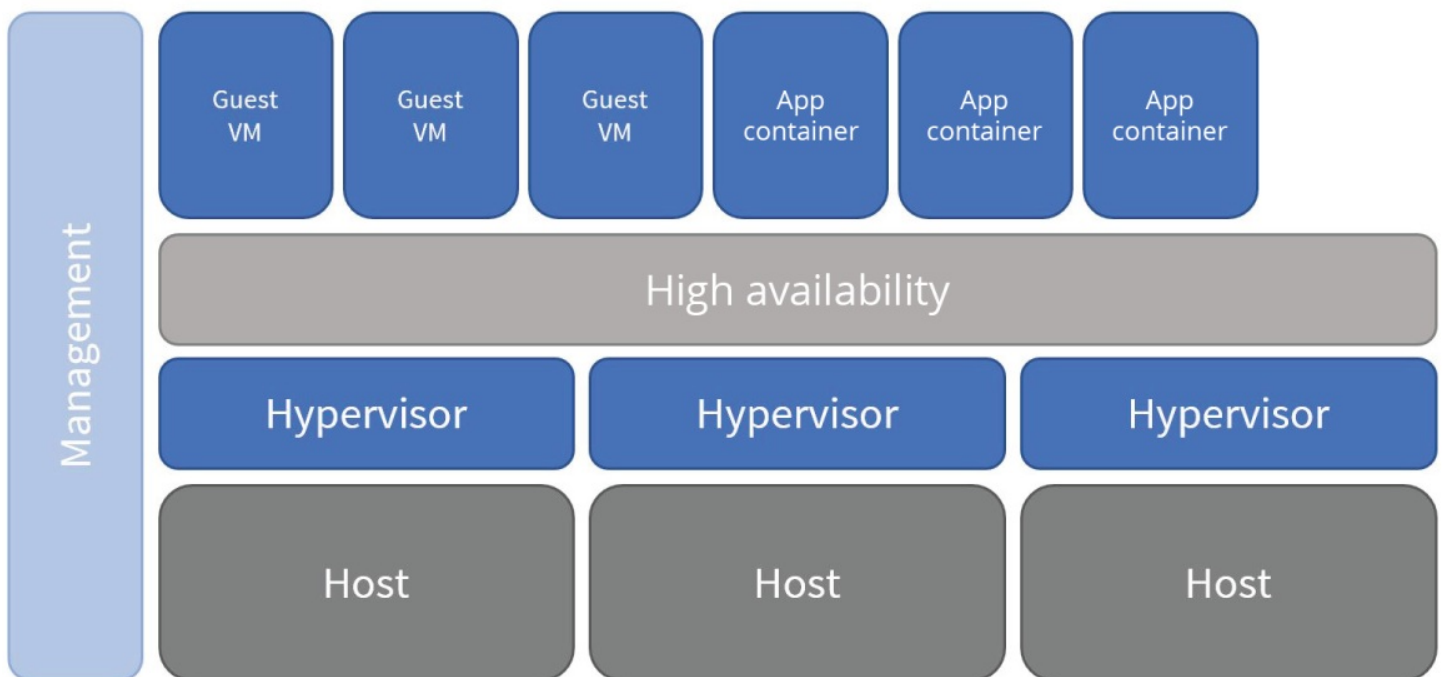 Management
Guest
VM
Guest
VM
Guest
VM
App
container
App
container
App
container
High availability
Hypervisor
Hypervisor
Hypervisor
Host
Host
Host